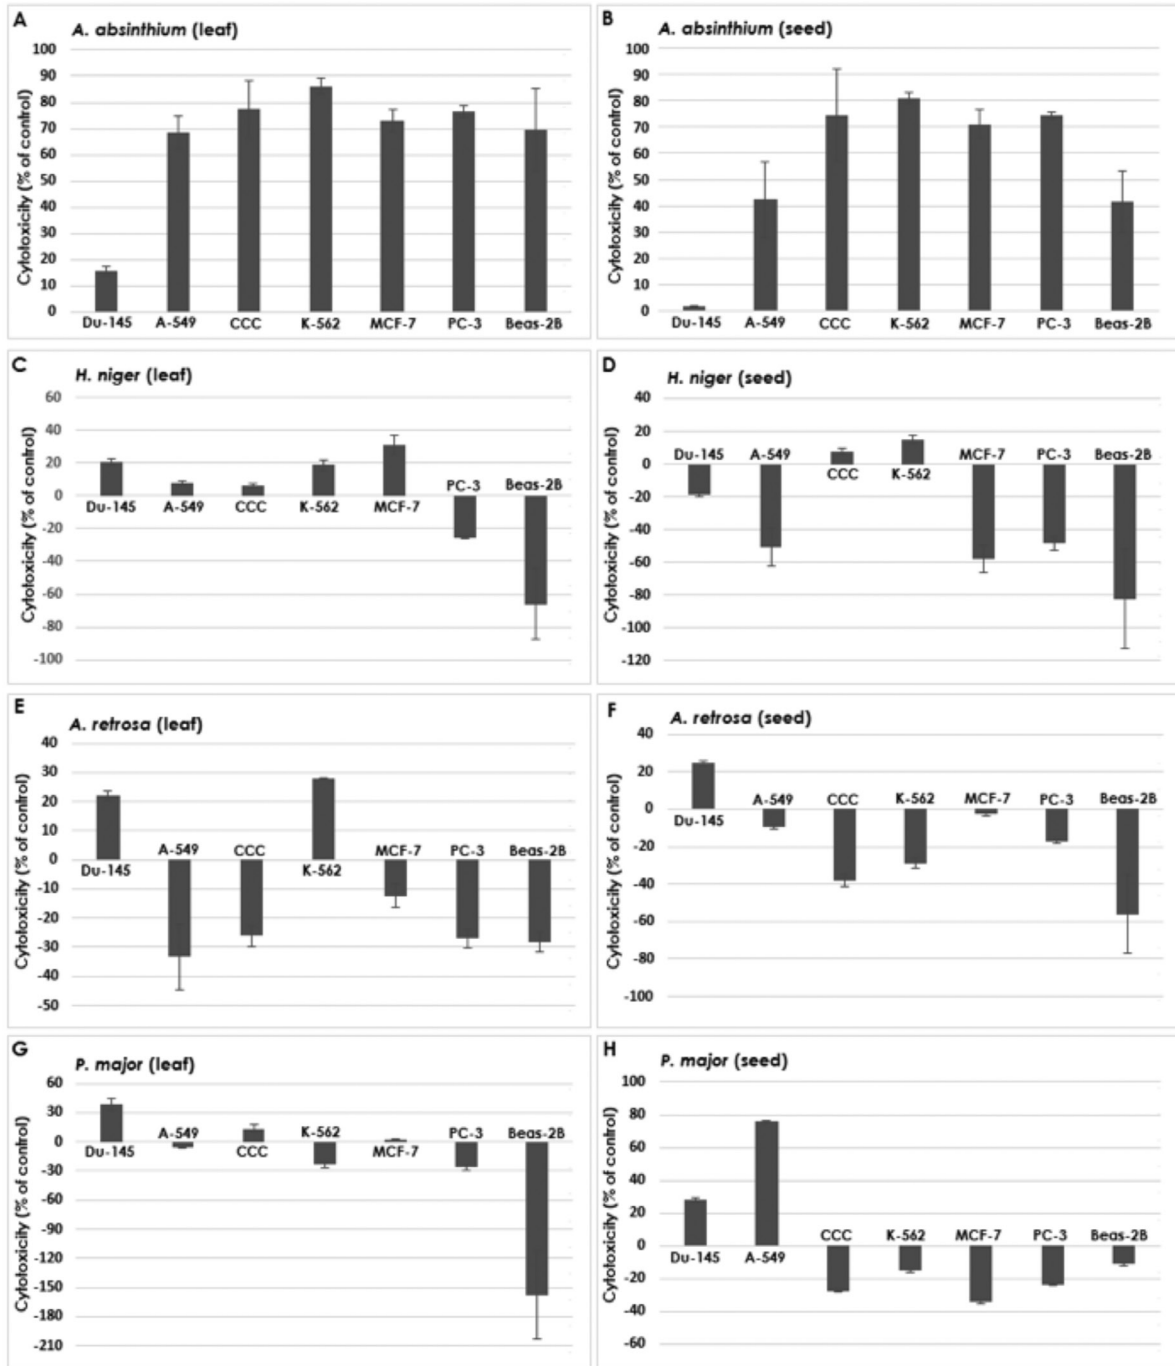 A
A. absinthium (leaf)
Cyloloxicity (% of control)
100
90
80
70
60
50
40
30
20
10
0
Du-145 A-549 CCC K-562 MCF-7 PC-3 Beas-2B
B
A. absinthium (seed)
Cyloloxicity (% of control)
100
90
80
70
60
50
40
30
20
10
0
Du-145 A-549 CCC K-562 MCF-7 PC-3 Beas-2B
C
H. niger (leaf)
Cyloloxicity (% of control)
60
40
20
0
-20
-40
-60
-80
-100
Du-145 A-549 CCC K-562 MCF-7 PC-3 Beas-2B
D
H. niger (seed)
Cyloloxicity (% of control)
40
20
0
-20
-40
-60
-80
-100
-120
Du-145 A-549 CCC K-562 MCF-7 PC-3 Beas-2B
E
A. retrosa (leaf)
Cyloloxicity (% of control)
40
30
20
10
0
-10
-20
-30
-40
-50
Du-145 A-549 CCC K-562 MCF-7 PC-3 Beas-2B
F
A. retrosa (seed)
Cyloloxicity (% of control)
40
20
0
-20
-40
-60
-80
-100
Du-145 A-549 CCC K-562 MCF-7 PC-3 Beas-2B
G
P. major (leaf)
Cyloloxicity (% of control)
60
30
0
-30
-60
-90
-120
-150
-180
-210
Du-145 A-549 CCC K-562 MCF-7 PC-3 Beas-2B
H
P. major (seed)
Cyloloxicity (% of control)
100
80
60
40
20
0
-20
-40
-60
Du-145 A-549 CCC K-562 MCF-7 PC-3 Beas-2B